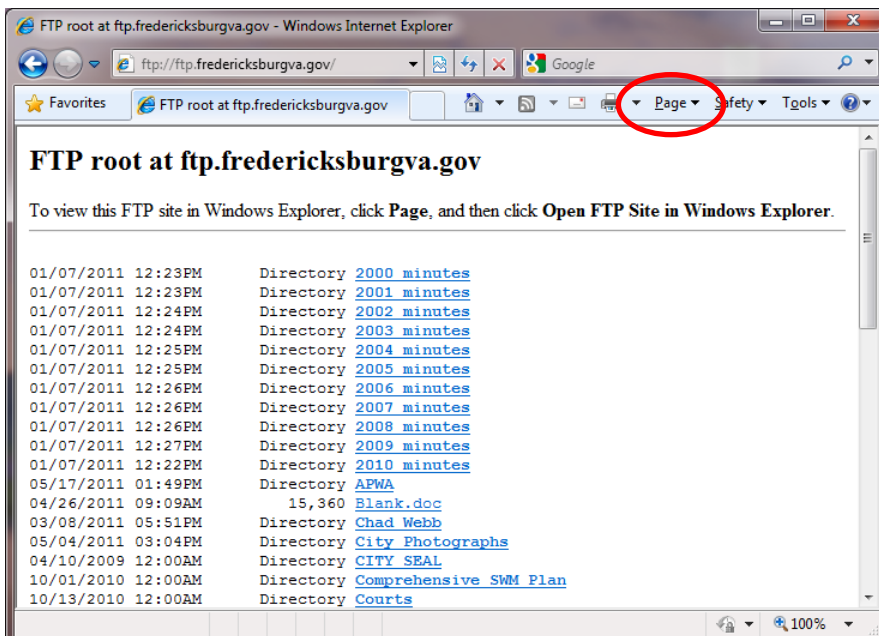 FTP root at ftp.fredericksburgva.gov - Windows Internet Explorer
ftp://ftp.fredericksburgva.gov/ Google
Favorites FTP root at ftp.fredericksburgva.gov Page Safety Tools
FTP root at ftp.fredericksburgva.gov
To view this FTP site in Windows Explorer, click Page, and then click Open FTP Site in Windows Explorer.
01/07/2011 12:23PM Directory 2000 minutes
01/07/2011 12:23PM Directory 2001 minutes
01/07/2011 12:24PM Directory 2002 minutes
01/07/2011 12:24PM Directory 2003 minutes
01/07/2011 12:25PM Directory 2004 minutes
01/07/2011 12:25PM Directory 2005 minutes
01/07/2011 12:26PM Directory 2006 minutes
01/07/2011 12:26PM Directory 2007 minutes
01/07/2011 12:26PM Directory 2008 minutes
01/07/2011 12:27PM Directory 2009 minutes
01/07/2011 12:22PM Directory 2010 minutes
05/17/2011 01:49PM Directory APWA
04/26/2011 09:09AM 15,360 Blank.doc
03/08/2011 05:51PM Directory Chad Webb
05/04/2011 03:04PM Directory City Photographs
04/10/2009 12:00AM Directory CITY SEAL
10/01/2010 12:00AM Directory Comprehensive SWM Plan
10/13/2010 12:00AM Directory Courts
100%